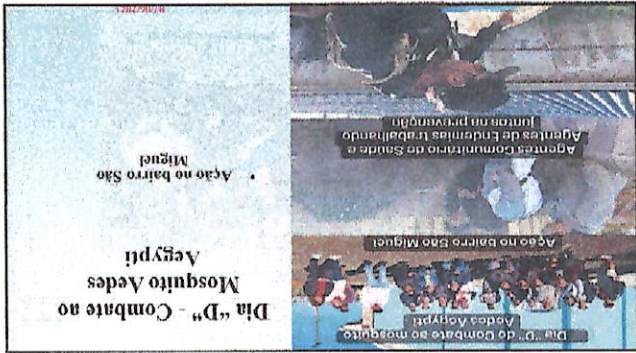 Dia "D" do Combate ao mosquito
Aedes Aegypti
Ação no bairro São Miguel
Agentes Comunitário de Saúde e
Agentes de Endemias trabalhando
juntos na prevenção
Dia "D" - Combate ao
Mosquito Aedes
Aegypti
• Ação no bairro São
Miguel